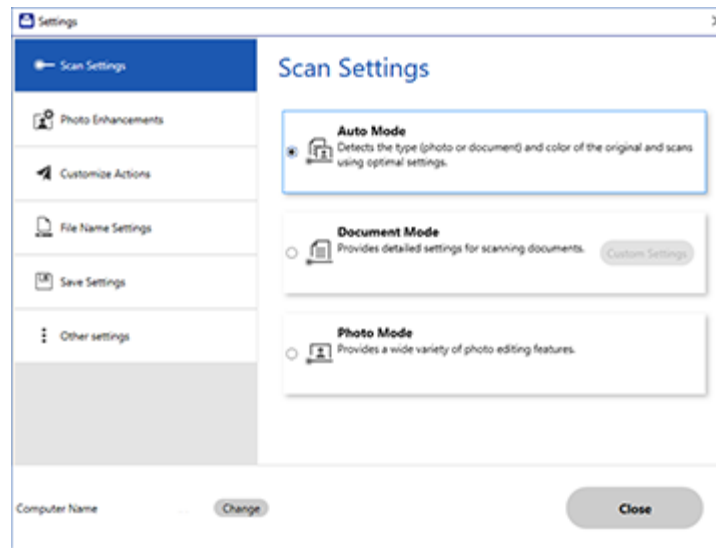 Settings
Scan Settings
Photo Enhancements
Customize Actions
File Name Settings
Save Settings
Other settings
Scan Settings
Auto Mode
Detects the type (photo or document) and color of the original and scans
using optimal settings.
Document Mode
Provides detailed settings for scanning documents.
Custom Settings
Photo Mode
Provides a wide variety of photo editing features.
Computer Name
Change
Close